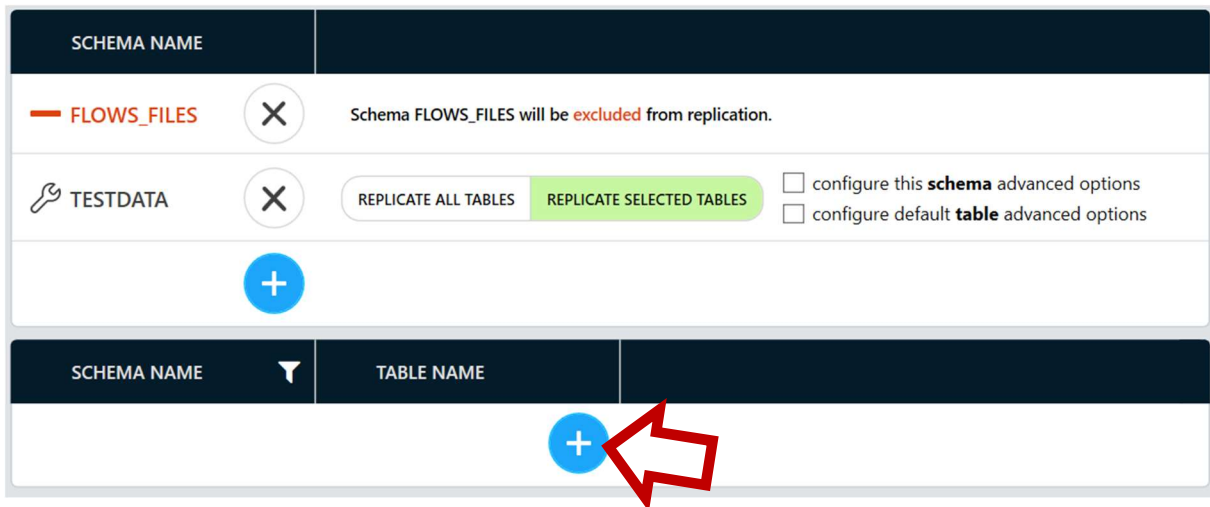 SCHEMA NAME
FLOWS_FILES
Schema FLOWS_FILES will be excluded from replication.
TESTDATA
REPLICATE ALL TABLES
REPLICATE SELECTED TABLES
configure this schema advanced options
configure default table advanced options
SCHEMA NAME
TABLE NAME